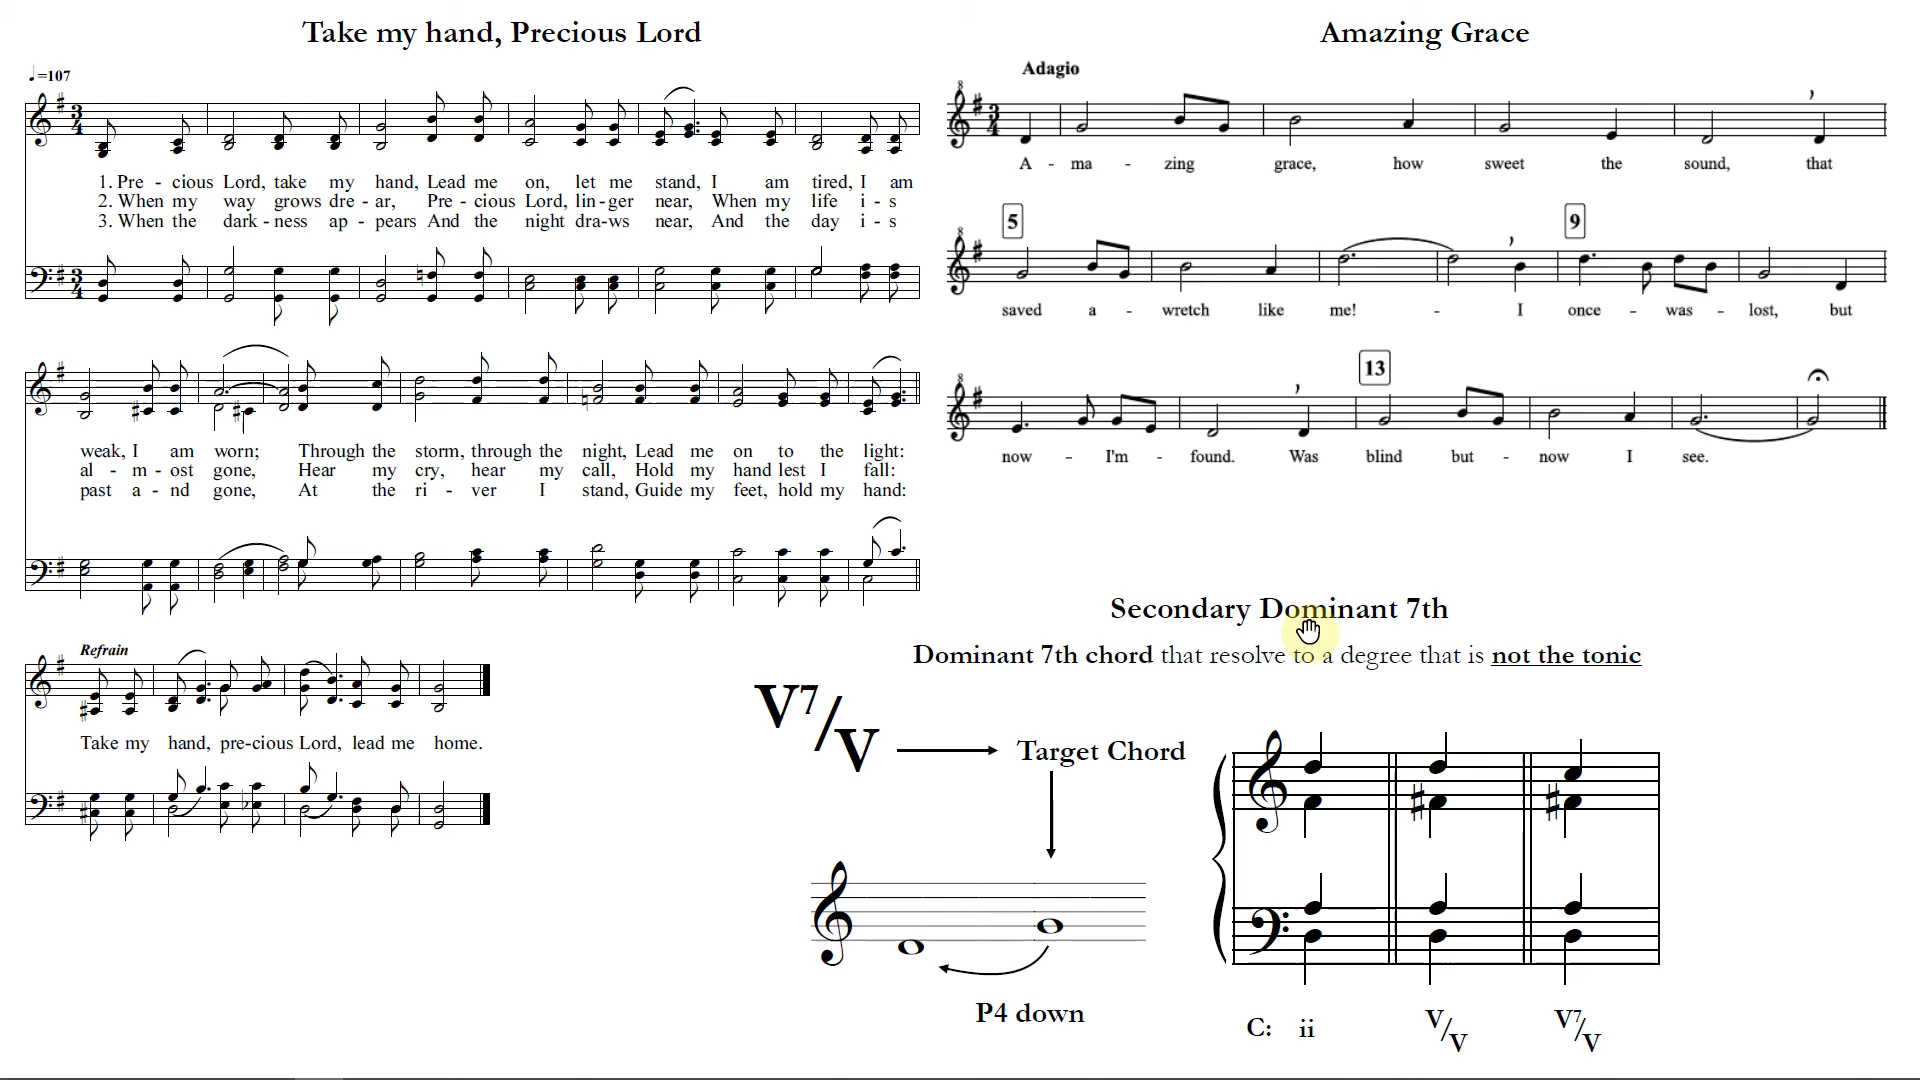 Take my hand, Precious Lord
♩=107
1. Pre - cious Lord, take my hand, Lead me on, let me stand, I am tired, I am
2. When my way grows dre - ar, Pre - cious Lord, lin - ger near, When my life i - s
3. When the dark - ness ap - pears And the night dra-ws near, And the day i - s
weak, I am worn; Through the storm, through the night, Lead me on to the light:
al - m - ost gone, Hear my cry, hear my call, Hold my hand lest I fall:
past a - nd gone, At the ri - ver I stand, Guide my feet, hold my hand:
Refrain
Take my hand, pre-cious Lord, lead me home.
Amazing Grace
Adagio
A - ma - zing grace, how sweet the sound, that
5
9
saved a - wretch like me! - I once - was - lost, but
13
now - I'm - found. Was blind but - now I see.
Secondary Dominant 7th
Dominant 7th chord that resolve to a degree that is not the tonic
V7/V
Target Chord
P4 down
C: ii V/V V7/V